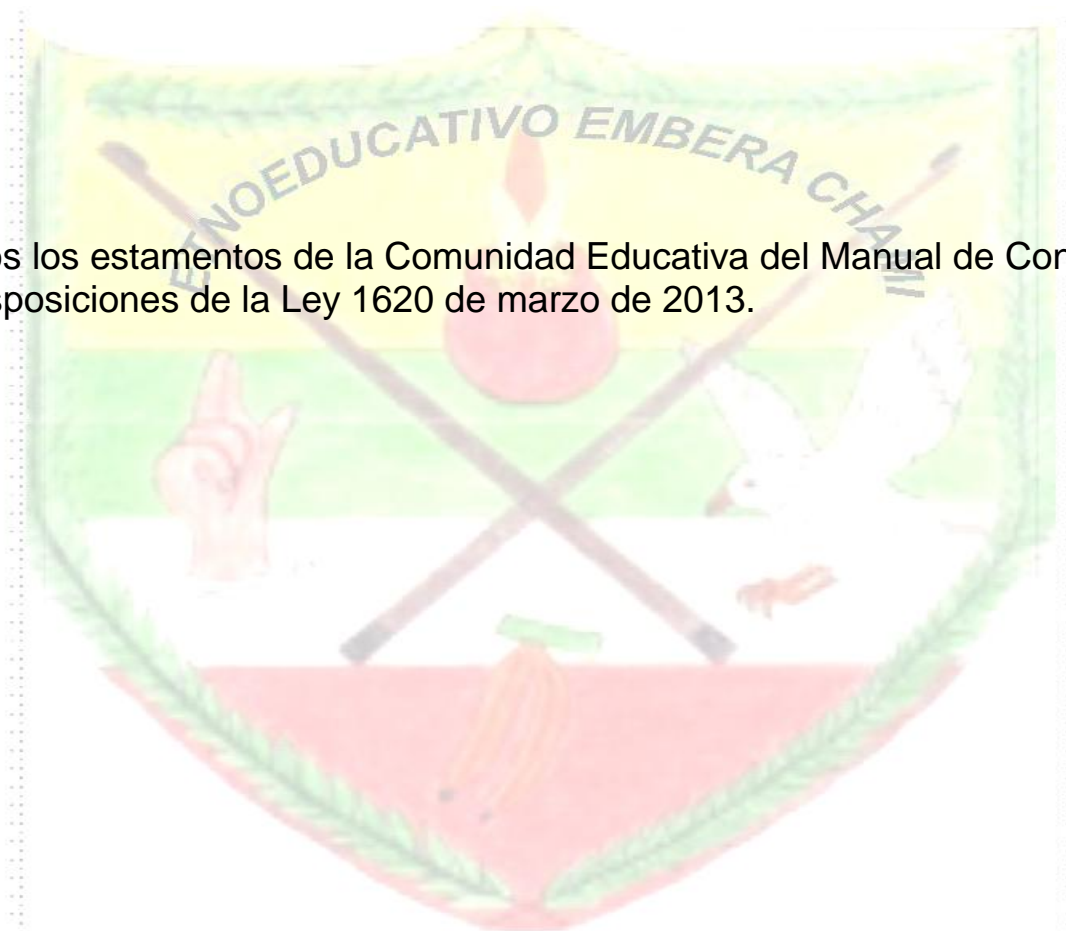 ETNOEDUCATIVO EMBERA CHAMI
os los estamentos de la Comunidad Educativa del Manual de Con
sposiciones de la Ley 1620 de marzo de 2013.